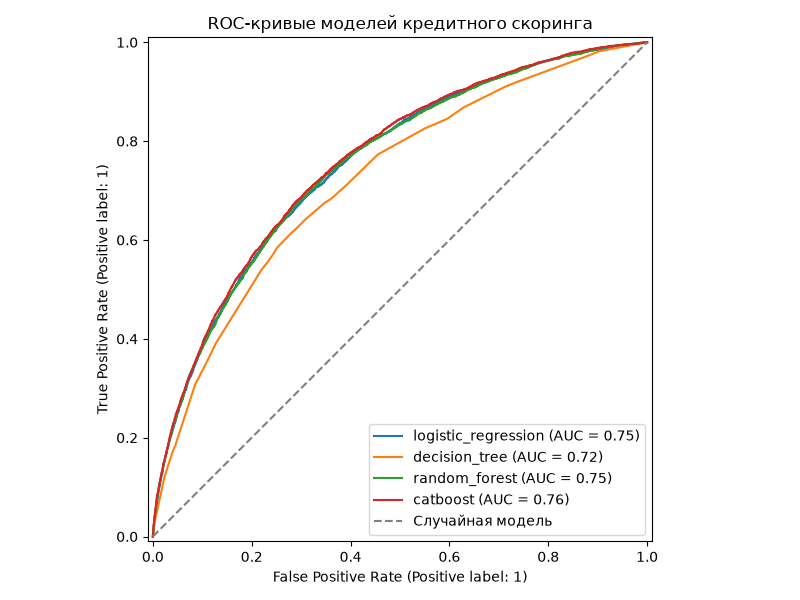 ROC-кривые моделей кредитного скоринга
1.0
0.8
0.6
0.4
0.2
0.0
True Positive Rate (Positive label: 1)
logistic_regression (AUC = 0.75)
decision_tree (AUC = 0.72)
random_forest (AUC = 0.75)
catboost (AUC = 0.76)
Случайная модель
0.0 0.2 0.4 0.6 0.8 1.0
False Positive Rate (Positive label: 1)